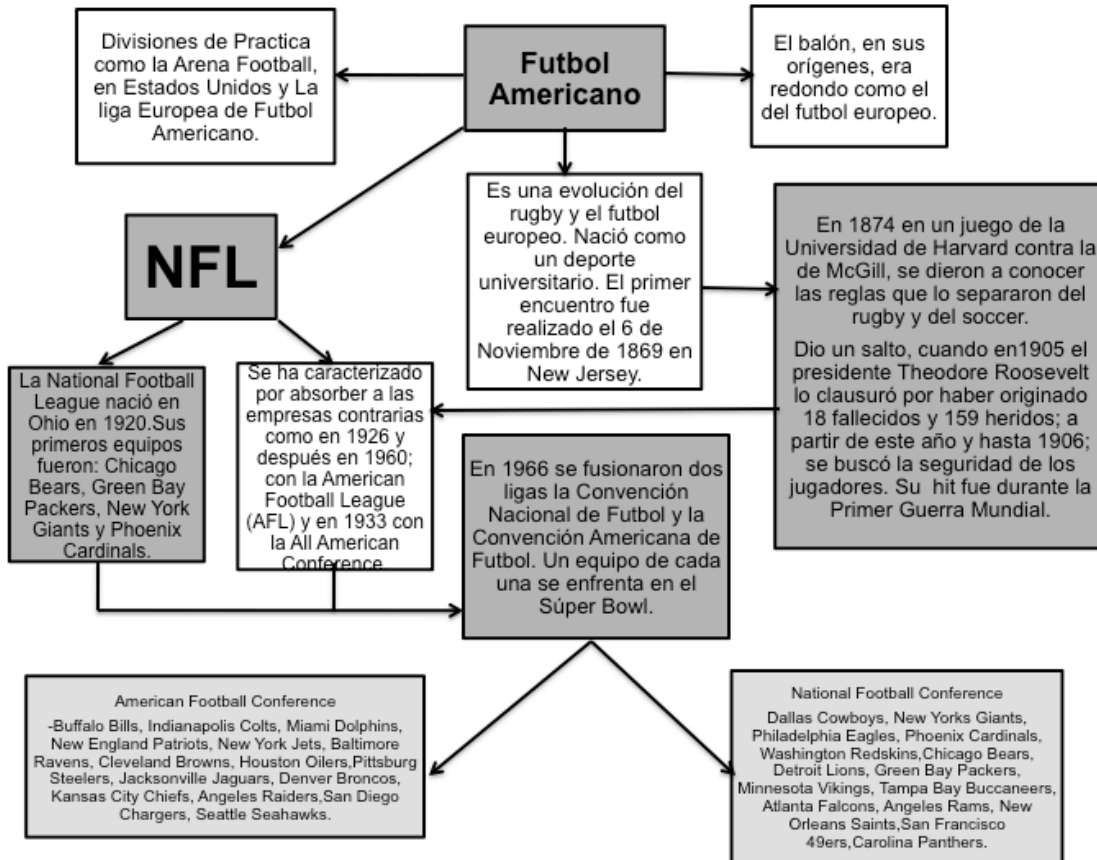 Divisiones de Practica
como la Arena Football,
en Estados Unidos y La
liga Europea de Futbol
Americano.
Futbol
Americano
El balón, en sus
orígenes, era
redondo como el
del futbol europeo.
NFL
Es una evolución del
rugby y el futbol
europeo. Nació como
un deporte
universitario. El primer
encuentro fue
realizado el 6 de
Noviembre de 1869 en
New Jersey.
En 1874 en un juego de la
Universidad de Harvard contra la
de McGill, se dieron a conocer
las reglas que lo separaron del
rugby y del soccer.
Dio un salto, cuando en1905 el
presidente Theodore Roosevelt
lo clausuró por haber originado
18 fallecidos y 159 heridos; a
partir de este año y hasta 1906;
se buscó la seguridad de los
jugadores. Su hit fue durante la
Primer Guerra Mundial.
La National Football
League nació en
Ohio en 1920.Sus
primeros equipos
fueron: Chicago
Bears, Green Bay
Packers, New York
Giants y Phoenix
Cardinals.
Se ha caracterizado
por absorber a las
empresas contrarias
como en 1926 y
después en 1960;
con la American
Football League
(AFL) y en 1933 con
la All American
Conference
En 1966 se fusionaron dos
ligas la Convención
Nacional de Futbol y la
Convención Americana de
Futbol. Un equipo de cada
una se enfrenta en el
Súper Bowl.
American Football Conference
-Buffalo Bills, Indianapolis Colts, Miami Dolphins,
New England Patriots, New York Jets, Baltimore
Ravens, Cleveland Browns, Houston Oilers,Pittsburg
Steelers, Jacksonville Jaguars, Denver Broncos,
Kansas City Chiefs, Angeles Raiders,San Diego
Chargers, Seattle Seahawks.
National Football Conference
Dallas Cowboys, New Yorks Giants,
Philadelphia Eagles, Phoenix Cardinals,
Washington Redskins,Chicago Bears,
Detroit Lions, Green Bay Packers,
Minnesota Vikings, Tampa Bay Buccaneers,
Atlanta Falcons, Angeles Rams, New
Orleans Saints,San Francisco
49ers,Carolina Panthers.